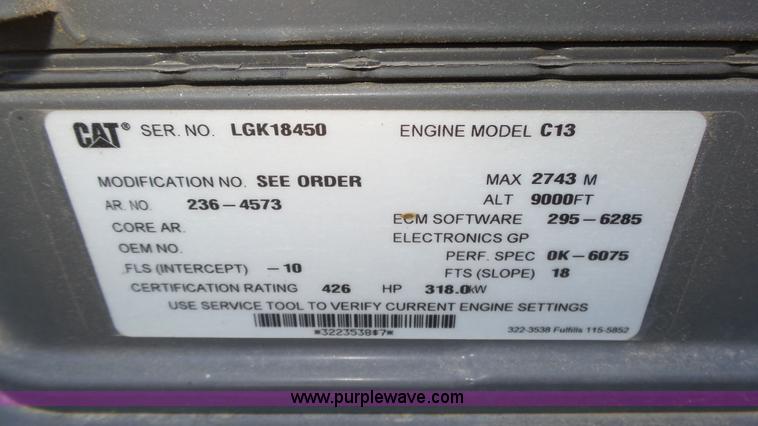 CAT® SER. NO. LGK18450 ENGINE MODEL C13
MODIFICATION NO. SEE ORDER MAX 2743 M
AR. NO. 236-4573 ALT 9000FT
CORE AR. ECM SOFTWARE 295-6285
OEM NO. ELECTRONICS GP
PERF. SPEC 0K-6075
FLS (INTERCEPT) -10 FTS (SLOPE) 18
CERTIFICATION RATING 426 HP 318.0kW
USE SERVICE TOOL TO VERIFY CURRENT ENGINE SETTINGS
*3223538$7* 322-3538 Fulfills 115-5852
www.purplewave.com